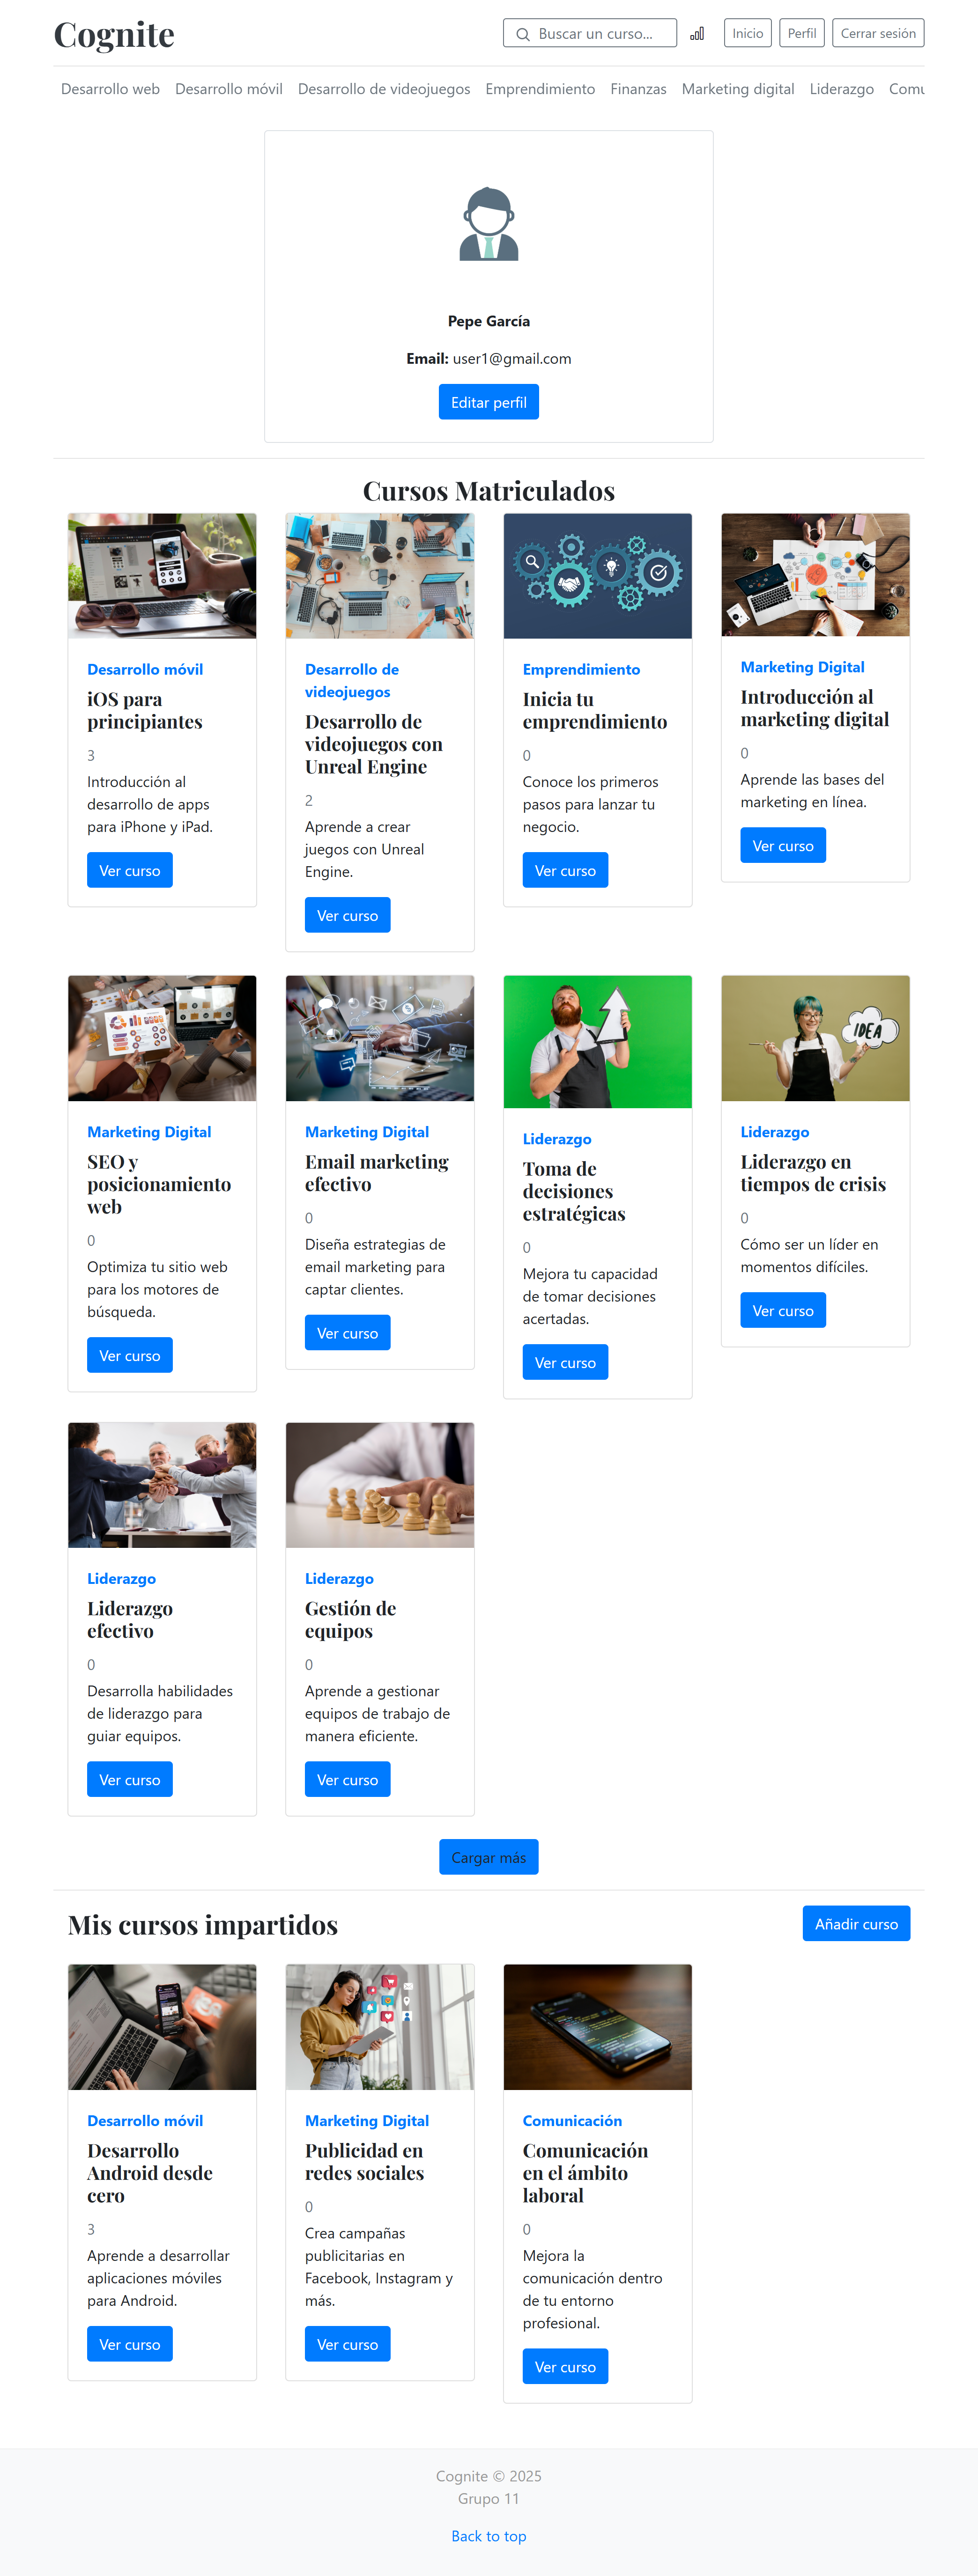 Cognite
Buscar un curso...
Inicio
Perfil
Cerrar sesión
Desarrollo web
Desarrollo móvil
Desarrollo de videojuegos
Emprendimiento
Finanzas
Marketing digital
Liderazgo
Comu
Pepe García
Email: user1@gmail.com
Editar perfil
Cursos Matriculados
Desarrollo móvil
iOS para
principiantes
3
Introducción al
desarrollo de apps
para iPhone y iPad.
Ver curso
Desarrollo de
videojuegos
Desarrollo de
videojuegos con
Unreal Engine
2
Aprende a crear
juegos con Unreal
Engine.
Ver curso
Emprendimiento
Inicia tu
emprendimiento
0
Conoce los primeros
pasos para lanzar tu
negocio.
Ver curso
Marketing Digital
Introducción al
marketing digital
0
Aprende las bases del
marketing en línea.
Ver curso
Marketing Digital
SEO y
posicionamiento
web
0
Optimiza tu sitio web
para los motores de
búsqueda.
Ver curso
Marketing Digital
Email marketing
efectivo
0
Diseña estrategias de
email marketing para
captar clientes.
Ver curso
Liderazgo
Toma de
decisiones
estratégicas
0
Mejora tu capacidad
de tomar decisiones
acertadas.
Ver curso
IDEA
Liderazgo
Liderazgo en
tiempos de crisis
0
Cómo ser un líder en
momentos difíciles.
Ver curso
Liderazgo
Liderazgo
efectivo
0
Desarrolla habilidades
de liderazgo para
guiar equipos.
Ver curso
Liderazgo
Gestión de
equipos
0
Aprende a gestionar
equipos de trabajo de
manera eficiente.
Ver curso
Cargar más
Mis cursos impartidos
Añadir curso
Desarrollo móvil
Desarrollo
Android desde
cero
3
Aprende a desarrollar
aplicaciones móviles
para Android.
Ver curso
Marketing Digital
Publicidad en
redes sociales
0
Crea campañas
publicitarias en
Facebook, Instagram y
más.
Ver curso
Comunicación
Comunicación
en el ámbito
laboral
0
Mejora la
comunicación dentro
de tu entorno
profesional.
Ver curso
Cognite © 2025
Grupo 11
Back to top